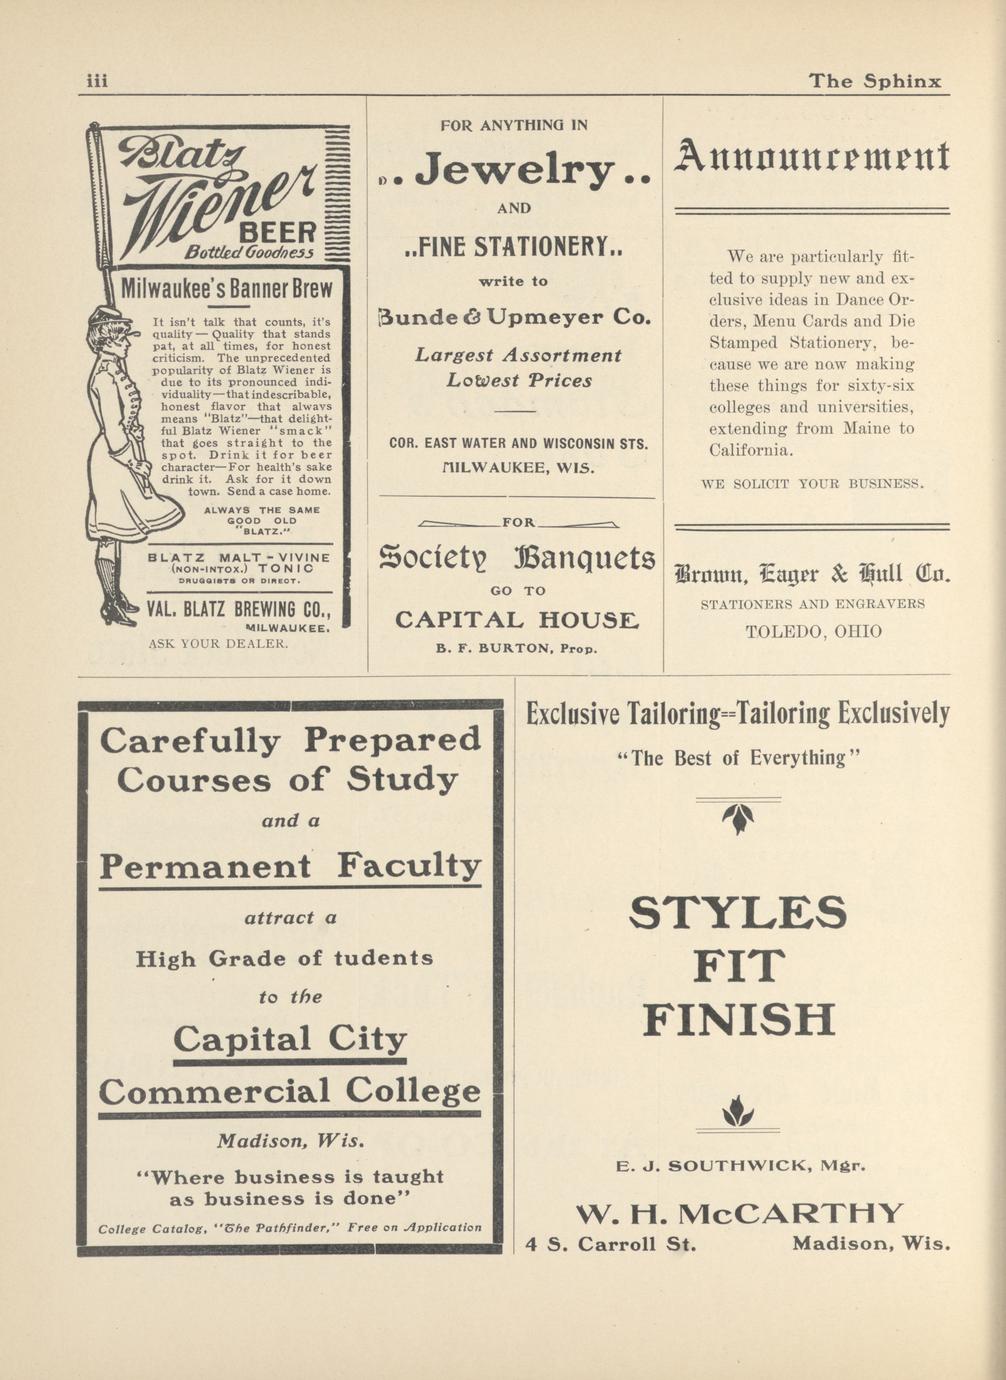 iii
The Sphinx
Blatz
Wiener
BEER
Bottled Goodness
Milwaukee's Banner Brew
It isn't talk that counts, it's
quality — Quality that stands
pat, at all times, for honest
criticism. The unprecedented
popularity of Blatz Wiener is
due to its pronounced indi-
viduality—that indescribable,
honest flavor that always
means "Blatz"—that delight-
ful Blatz Wiener "smack"
that goes straight to the
spot. Drink it for beer
character—For health's sake
drink it. Ask for it down
town. Send a case home.
ALWAYS THE SAME
GOOD OLD
"BLATZ."
BLATZ MALT-VIVINE
(NON-INTOX.) TONIC
DRUGGISTS OR DIRECT.
VAL. BLATZ BREWING CO.,
MILWAUKEE.
ASK YOUR DEALER.
FOR ANYTHING IN
.. Jewelry ..
AND
..FINE STATIONERY..
write to
Bunde & Upmeyer Co.
Largest Assortment
Lowest Prices
COR. EAST WATER AND WISCONSIN STS.
MILWAUKEE, WIS.
FOR
Society Banquets
GO TO
CAPITAL HOUSE
B. F. BURTON, Prop.
Announcement
We are particularly fit-
ted to supply new and ex-
clusive ideas in Dance Or-
ders, Menu Cards and Die
Stamped Stationery, be-
cause we are now making
these things for sixty-six
colleges and universities,
extending from Maine to
California.
WE SOLICIT YOUR BUSINESS.
Brown, Eager & Hull Co.
STATIONERS AND ENGRAVERS
TOLEDO, OHIO
Carefully Prepared
Courses of Study
and a
Permanent Faculty
attract a
High Grade of tudents
to the
Capital City
Commercial College
Madison, Wis.
"Where business is taught
as business is done"
College Catalog, "The Pathfinder," Free on Application
Exclusive Tailoring==Tailoring Exclusively
"The Best of Everything"
STYLES
FIT
FINISH
E. J. SOUTHWICK, Mgr.
W. H. McCARTHY
4 S. Carroll St. Madison, Wis.